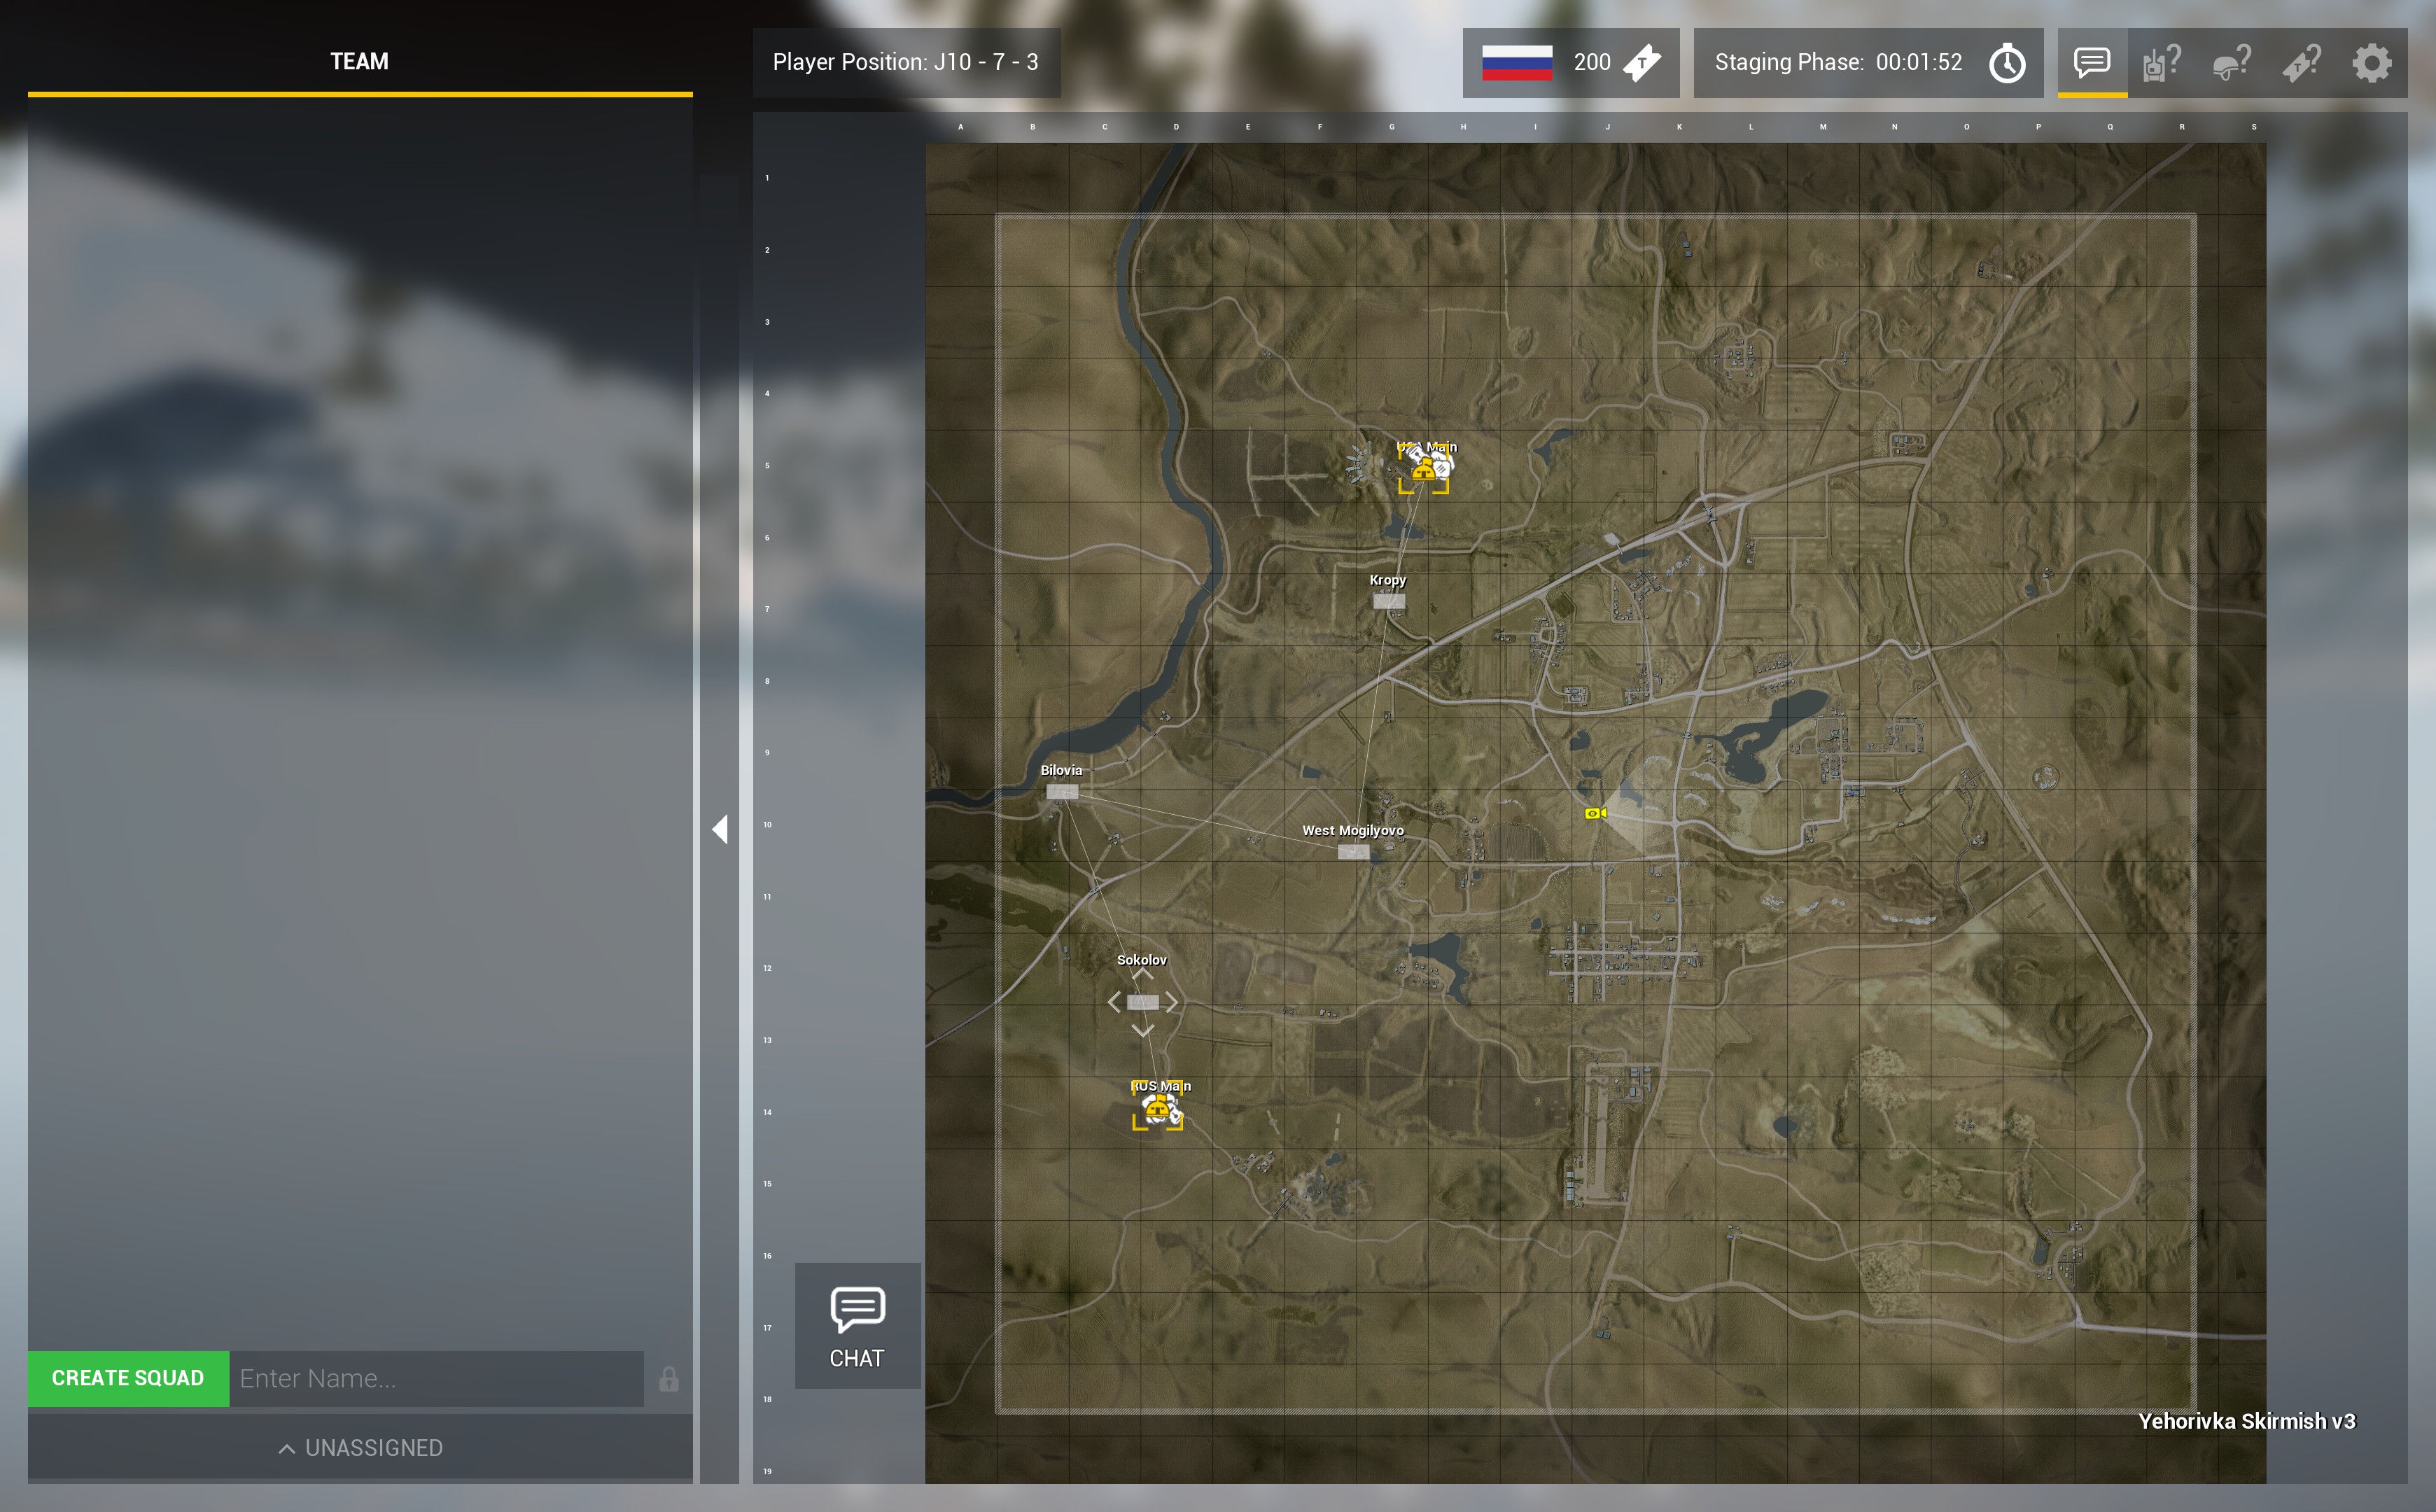 TEAM
Player Position: J10 - 7 - 3
200
Staging Phase: 00:01:52
A B C D E F G H I J K L M N O P Q R S
1
2
3
4
USA Main
5
6
Kropy
7
8
9
Bilovia
10
West Mogilyovo
11
12
Sokolov
13
RUS Main
14
15
16
17
CHAT
18
19
CREATE SQUAD
Enter Name...
UNASSIGNED
Yehorivka Skirmish v3